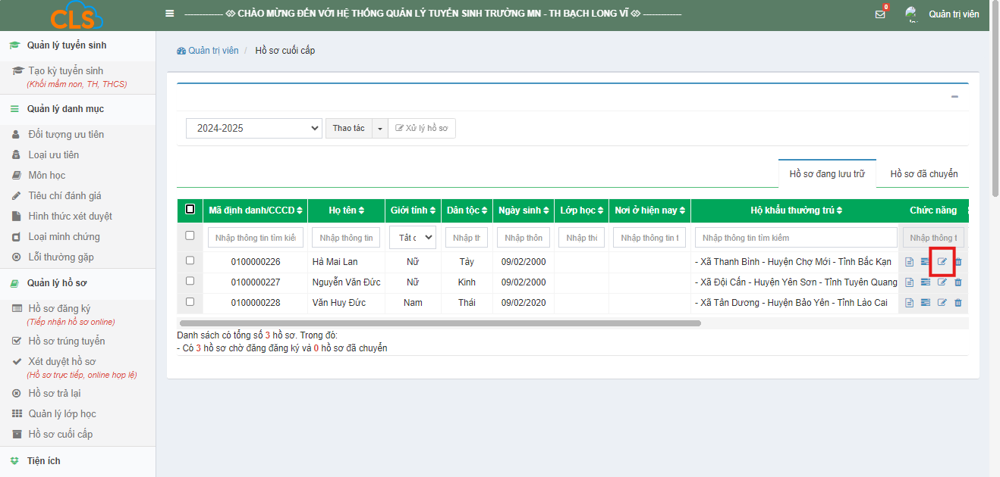 CLS
------------- CHÀO MỪNG ĐẾN VỚI HỆ THỐNG QUẢN LÝ TUYỂN SINH TRƯỜNG MN - TH BẠCH LONG VĨ -------------
0
Quản trị viên
Quản lý tuyển sinh
Tạo kỳ tuyển sinh
(Khối mầm non, TH, THCS)
Quản lý danh mục
Đối tượng ưu tiên
Loại ưu tiên
Môn học
Tiêu chí đánh giá
Hình thức xét duyệt
Loại minh chứng
Lỗi thường gặp
Quản lý hồ sơ
Hồ sơ đăng ký
(Tiếp nhận hồ sơ online)
Hồ sơ trúng tuyển
Xét duyệt hồ sơ
(Hồ sơ trực tiếp, online hợp lệ)
Hồ sơ trả lại
Quản lý lớp học
Hồ sơ cuối cấp
Tiện ích
Quản trị viên / Hồ sơ cuối cấp
2024-2025 Thao tác Xử lý hồ sơ
Hồ sơ đang lưu trữ Hồ sơ đã chuyển
Mã định danh/CCCD Họ tên Giới tính Dân tộc Ngày sinh Lớp học Nơi ở hiện nay Hộ khẩu thường trú Chức năng
Nhập thông tin tìm kiế Nhập thông tin Tất c Nhập th Nhập thôn Nhập thô Nhập thông tin t Nhập thông tin tìm kiếm Nhập thông t
0100000226 Hà Mai Lan Nữ Tày 09/02/2000 - Xã Thanh Bình - Huyện Chợ Mới - Tỉnh Bắc Kạn
0100000227 Nguyễn Văn Đức Nữ Kinh 09/02/2000 - Xã Đội Cấn - Huyện Yên Sơn - Tỉnh Tuyên Quang
0100000228 Văn Huy Đức Nam Thái 09/02/2020 - Xã Tân Dương - Huyện Bảo Yên - Tỉnh Lào Cai
Danh sách có tổng số 3 hồ sơ. Trong đó:
- Có 3 hồ sơ chờ đăng đăng ký và 0 hồ sơ đã chuyển